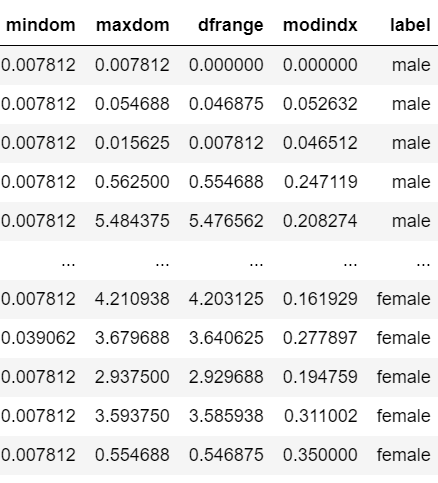 mindom maxdom dfrange modindx label
0.007812 0.007812 0.000000 0.000000 male
0.007812 0.054688 0.046875 0.052632 male
0.007812 0.015625 0.007812 0.046512 male
0.007812 0.562500 0.554688 0.247119 male
0.007812 5.484375 5.476562 0.208274 male
... ... ... ... ...
0.007812 4.210938 4.203125 0.161929 female
0.039062 3.679688 3.640625 0.277897 female
0.007812 2.937500 2.929688 0.194759 female
0.007812 3.593750 3.585938 0.311002 female
0.007812 0.554688 0.546875 0.350000 female